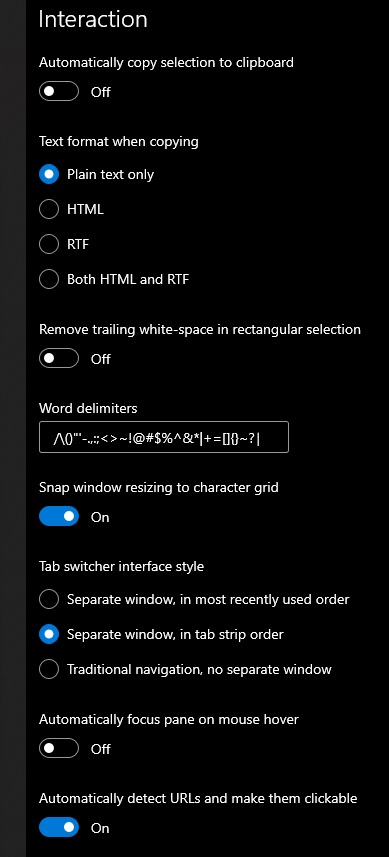 Interaction
Automatically copy selection to clipboard
Off
Text format when copying
Plain text only
HTML
RTF
Both HTML and RTF
Remove trailing white-space in rectangular selection
Off
Word delimiters
/\()"'-.,:;<>~!@#$%^&*|+=[]{}~?|
Snap window resizing to character grid
On
Tab switcher interface style
Separate window, in most recently used order
Separate window, in tab strip order
Traditional navigation, no separate window
Automatically focus pane on mouse hover
Off
Automatically detect URLs and make them clickable
On